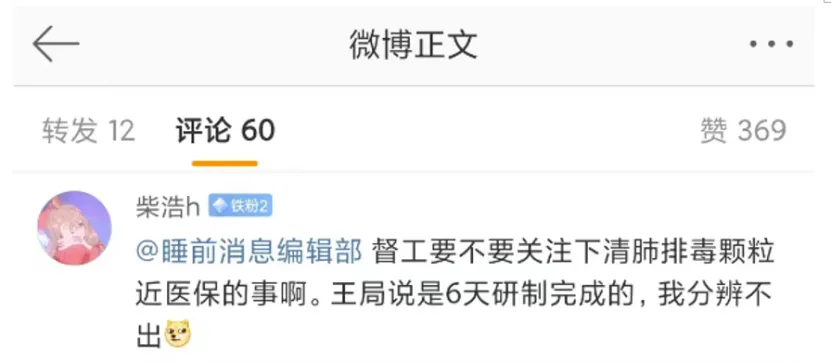 微博正文
转发 12 评论 60 赞 369
柴浩h 铁粉2
@睡前消息编辑部 督工要不要关注下清肺排毒颗粒
近医保的事啊。王局说是6天研制完成的，我分辨不
出